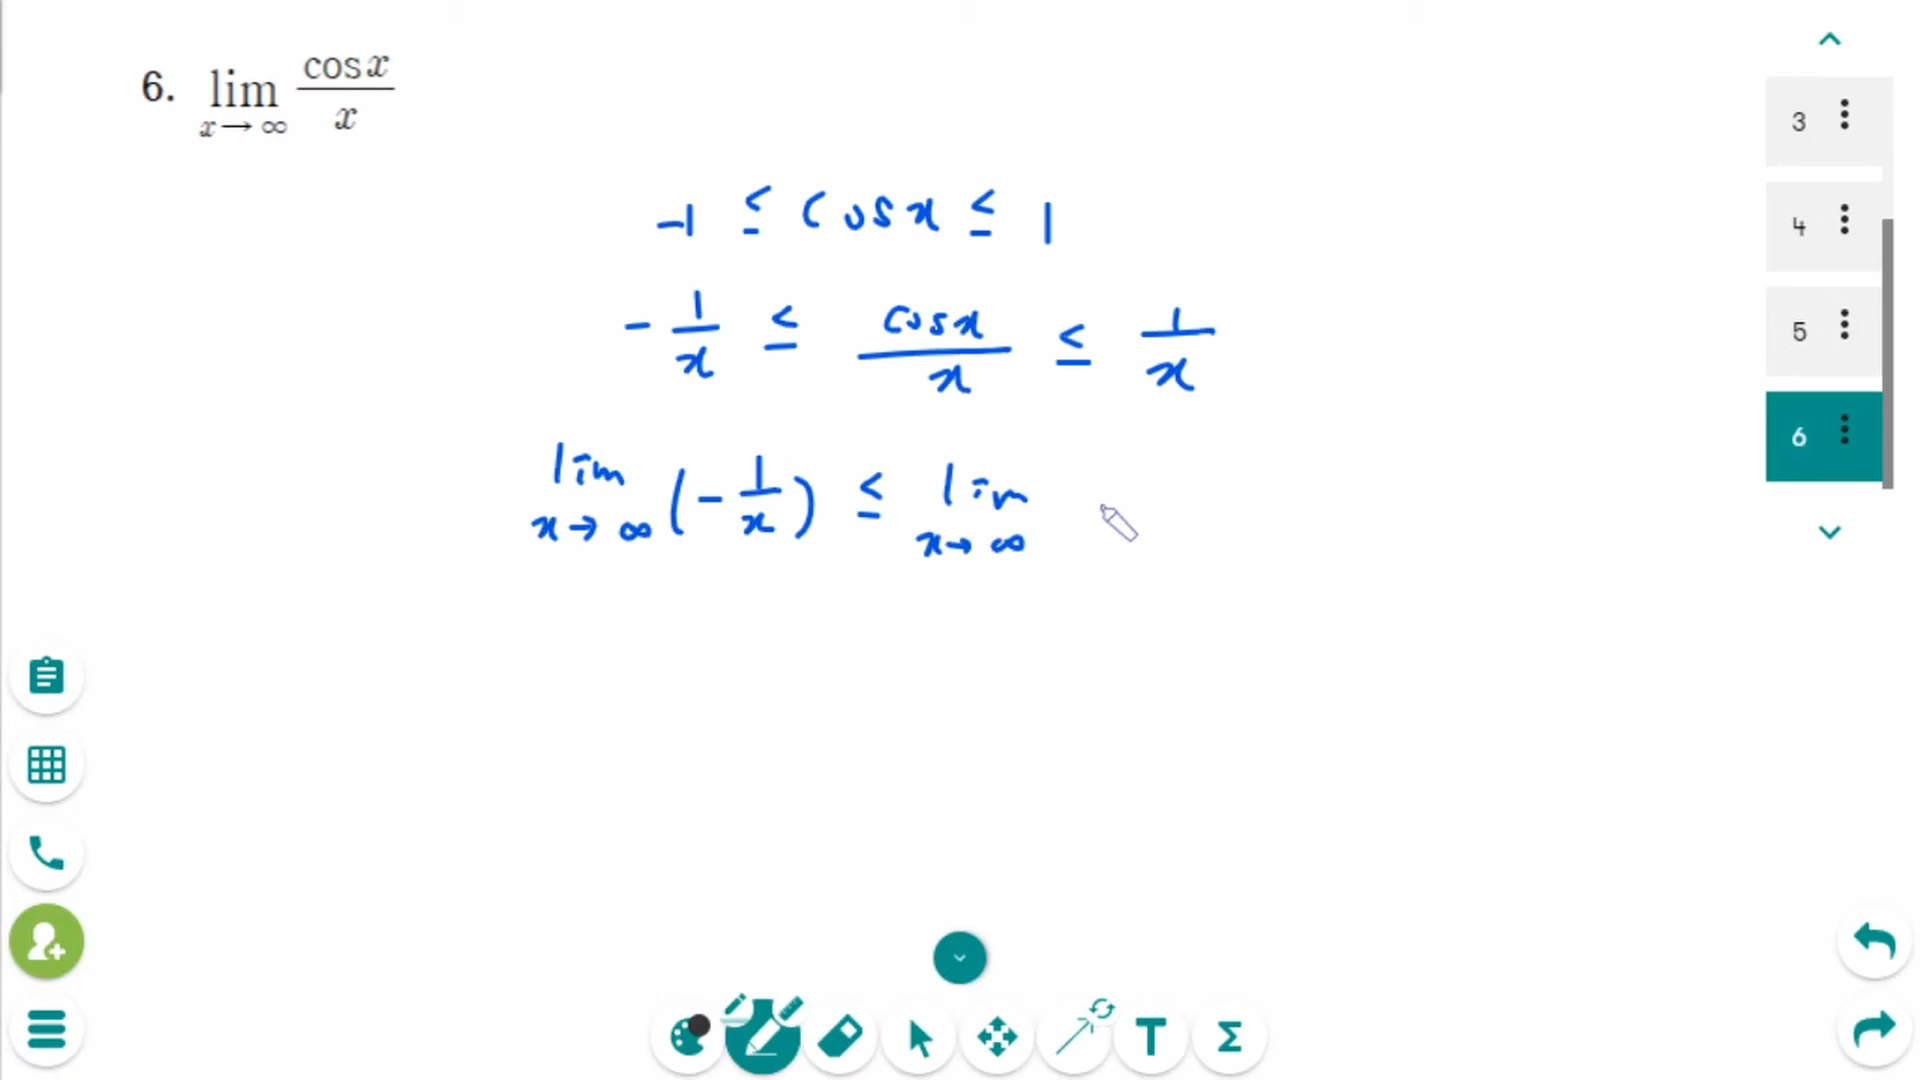 6. lim x→∞ cos x / x
-1 ≤ cos x ≤ 1
- 1/x ≤ cos x / x ≤ 1/x
lim x→∞ (- 1/x) ≤ lim x→∞
3
4
5
6
T
Σ